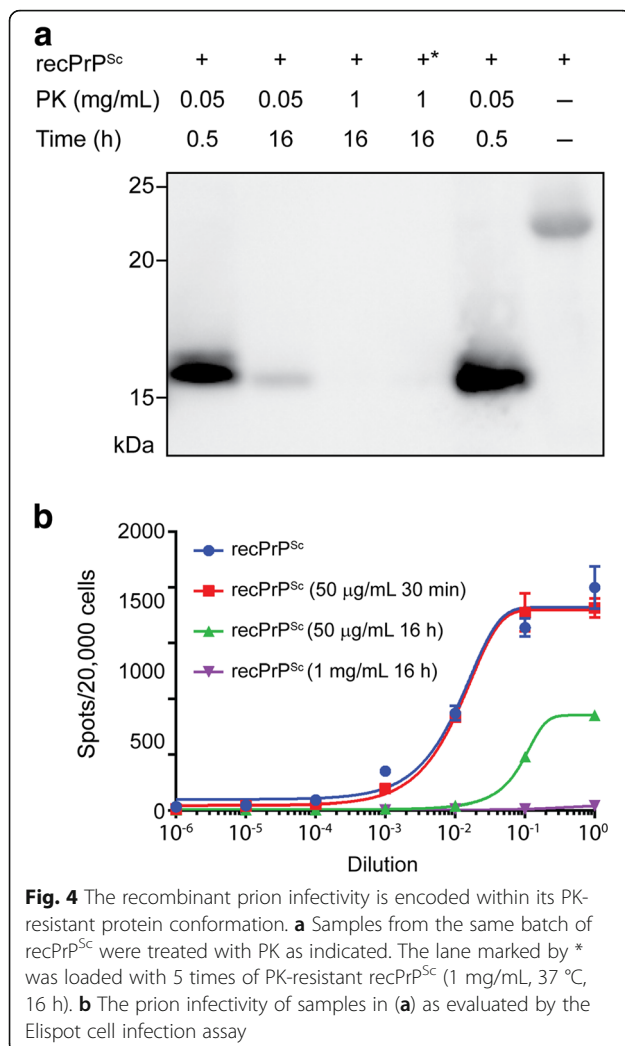 a
recPrPSc + + + +* + +
PK (mg/mL) 0.05 0.05 1 1 0.05 –
Time (h) 0.5 16 16 16 0.5 –
25
20
15
kDa
b
2000
1500
1000
500
0
Spots/20,000 cells
recPrPSc
recPrPSc (50 μg/mL 30 min)
recPrPSc (50 μg/mL 16 h)
recPrPSc (1 mg/mL 16 h)
10-6 10-5 10-4 10-3 10-2 10-1 100
Dilution
Fig. 4 The recombinant prion infectivity is encoded within its PK-
resistant protein conformation. a Samples from the same batch of
recPrPSc were treated with PK as indicated. The lane marked by *
was loaded with 5 times of PK-resistant recPrPSc (1 mg/mL, 37 °C,
16 h). b The prion infectivity of samples in (a) as evaluated by the
Elispot cell infection assay